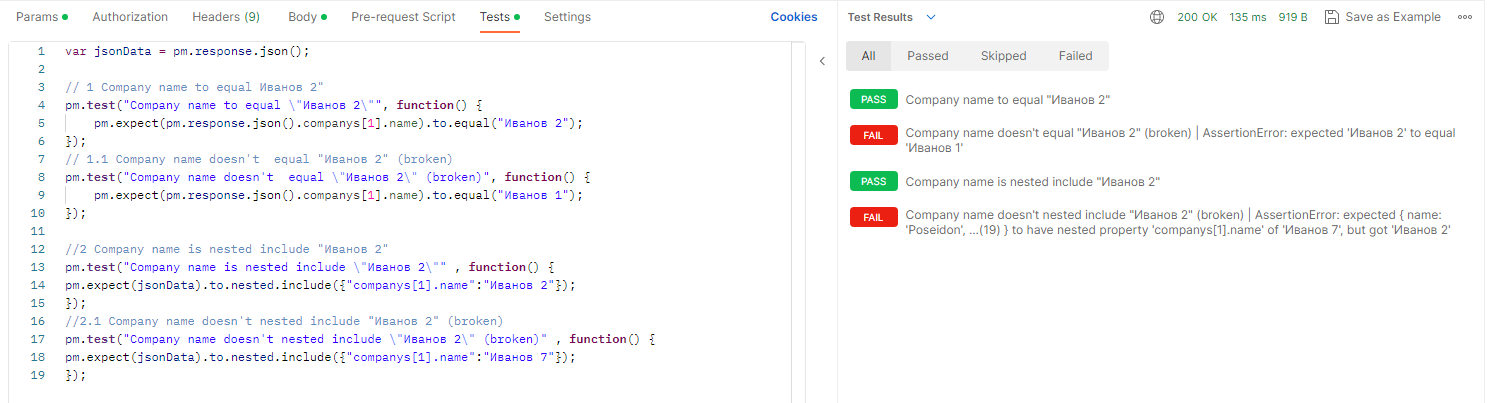 Params Authorization Headers (9) Body Pre-request Script Tests Settings Cookies
1 var jsonData = pm.response.json();
2
3 // 1 Company name to equal Иванов 2"
4 pm.test("Company name to equal \"Иванов 2\"", function() {
5 pm.expect(pm.response.json().companys[1].name).to.equal("Иванов 2");
6 });
7 // 1.1 Company name doesn't  equal "Иванов 2" (broken)
8 pm.test("Company name doesn't  equal \"Иванов 2\" (broken)", function() {
9 pm.expect(pm.response.json().companys[1].name).to.equal("Иванов 1");
10 });
11
12 //2 Company name is nested include "Иванов 2"
13 pm.test("Company name is nested include \"Иванов 2\"" , function() {
14 pm.expect(jsonData).to.nested.include({"companys[1].name":"Иванов 2"});
15 });
16 //2.1 Company name doesn't nested include "Иванов 2" (broken)
17 pm.test("Company name doesn't nested include \"Иванов 2\" (broken)" , function() {
18 pm.expect(jsonData).to.nested.include({"companys[1].name":"Иванов 7"});
19 });
Test Results 200 OK 135 ms 919 B Save as Example
All Passed Skipped Failed
PASS Company name to equal "Иванов 2"
FAIL Company name doesn't equal "Иванов 2" (broken) | AssertionError: expected 'Иванов 2' to equal
'Иванов 1'
PASS Company name is nested include "Иванов 2"
FAIL Company name doesn't nested include "Иванов 2" (broken) | AssertionError: expected { name:
'Poseidon', ...(19) } to have nested property 'companys[1].name' of 'Иванов 7', but got 'Иванов 2'